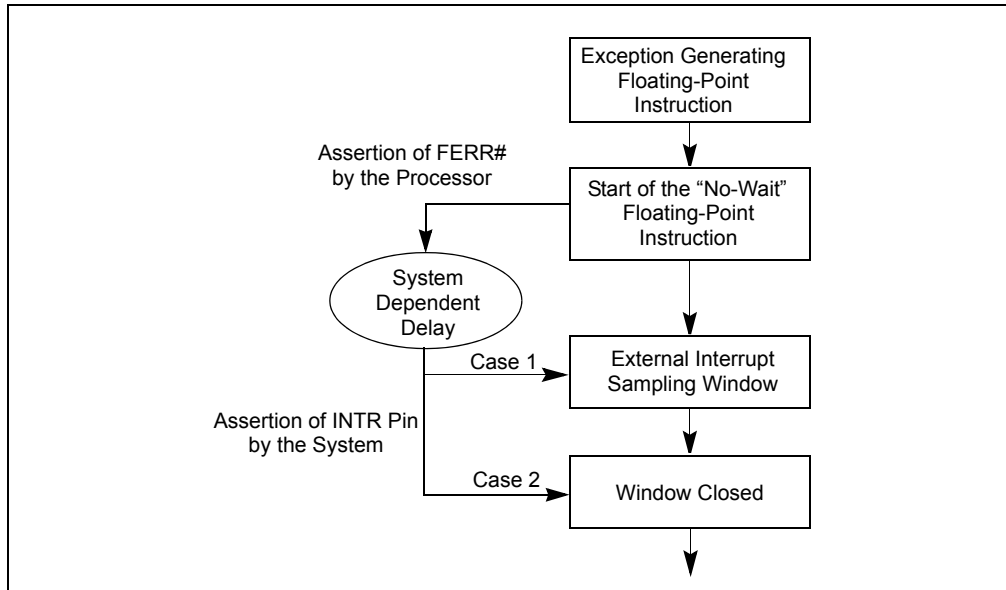 Exception Generating
Floating-Point
Instruction
Assertion of FERR#
by the Processor
Start of the “No-Wait”
Floating-Point
Instruction
System
Dependent
Delay
Case 1
External Interrupt
Sampling Window
Assertion of INTR Pin
by the System
Case 2
Window Closed